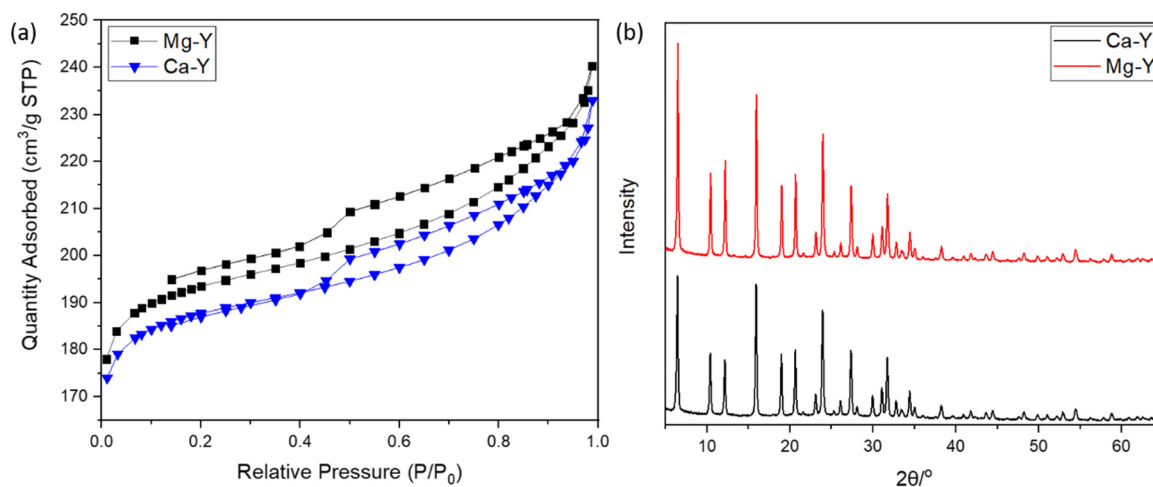 (a)
Mg-Y
Ca-Y
250
240
230
220
210
200
190
180
170
Quantity Adsorbed (cm³/g STP)
0.0 0.2 0.4 0.6 0.8 1.0
Relative Pressure (P/P₀)
(b)
Ca-Y
Mg-Y
Intensity
10 20 30 40 50 60
2θ/°